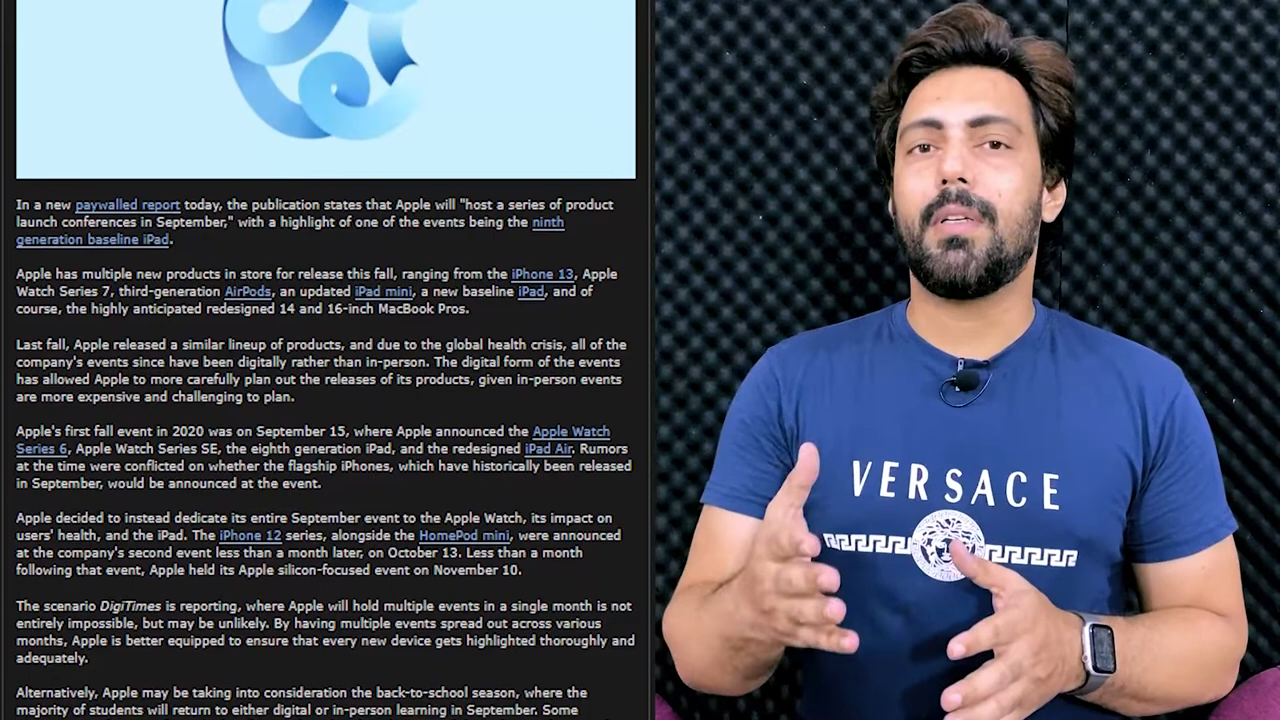 In a new paywalled report today, the publication states that Apple will "host a series of product
launch conferences in September," with a highlight of one of the events being the ninth
generation baseline iPad.
Apple has multiple new products in store for release this fall, ranging from the iPhone 13, Apple
Watch Series 7, third-generation AirPods, an updated iPad mini, a new baseline iPad, and of
course, the highly anticipated redesigned 14 and 16-inch MacBook Pros.
Last fall, Apple released a similar lineup of products, and due to the global health crisis, all of the
company's events since have been digitally rather than in-person. The digital form of the events
has allowed Apple to more carefully plan out the releases of its products, given in-person events
are more expensive and challenging to plan.
Apple's first fall event in 2020 was on September 15, where Apple announced the Apple Watch
Series 6, Apple Watch Series SE, the eighth generation iPad, and the redesigned iPad Air. Rumors
at the time were conflicted on whether the flagship iPhones, which have historically been released
in September, would be announced at the event.
Apple decided to instead dedicate its entire September event to the Apple Watch, its impact on
users' health, and the iPad. The iPhone 12 series, alongside the HomePod mini, were announced
at the company's second event less than a month later, on October 13. Less than a month
following that event, Apple held its Apple silicon-focused event on November 10.
The scenario DigiTimes is reporting, where Apple will hold multiple events in a single month is not
entirely impossible, but may be unlikely. By having multiple events spread out across various
months, Apple is better equipped to ensure that every new device gets highlighted thoroughly and
adequately.
Alternatively, Apple may be taking into consideration the back-to-school season, where the
majority of students will return to either digital or in-person learning in September. Some
VERSACE